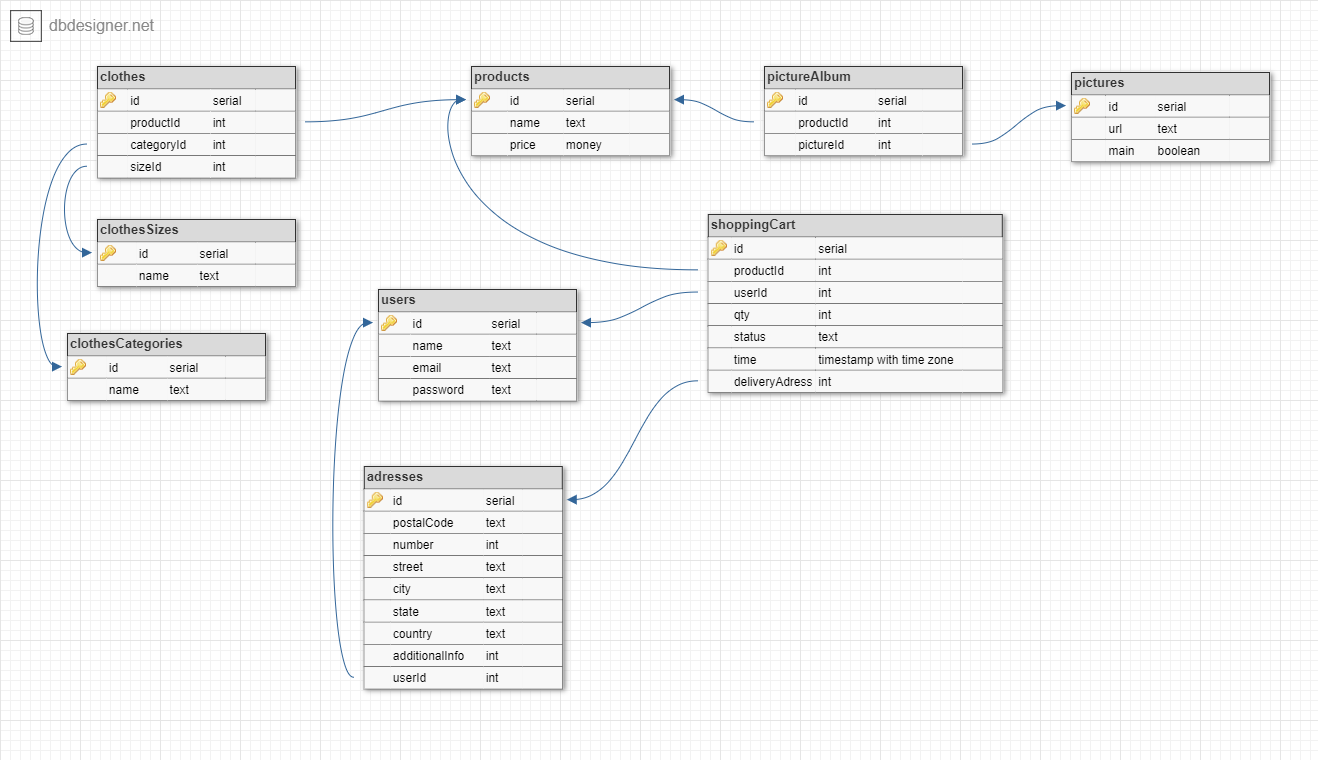 dbdesigner.net
clothes
id serial
productId int
categoryId int
sizeId int
products
id serial
name text
price money
pictureAlbum
id serial
productId int
pictureId int
pictures
id serial
url text
main boolean
clothesSizes
id serial
name text
shoppingCart
id serial
productId int
userId int
qty int
status text
time timestamp with time zone
deliveryAdress int
users
id serial
name text
email text
password text
clothesCategories
id serial
name text
adresses
id serial
postalCode text
number int
street text
city text
state text
country text
additionalInfo int
userId int